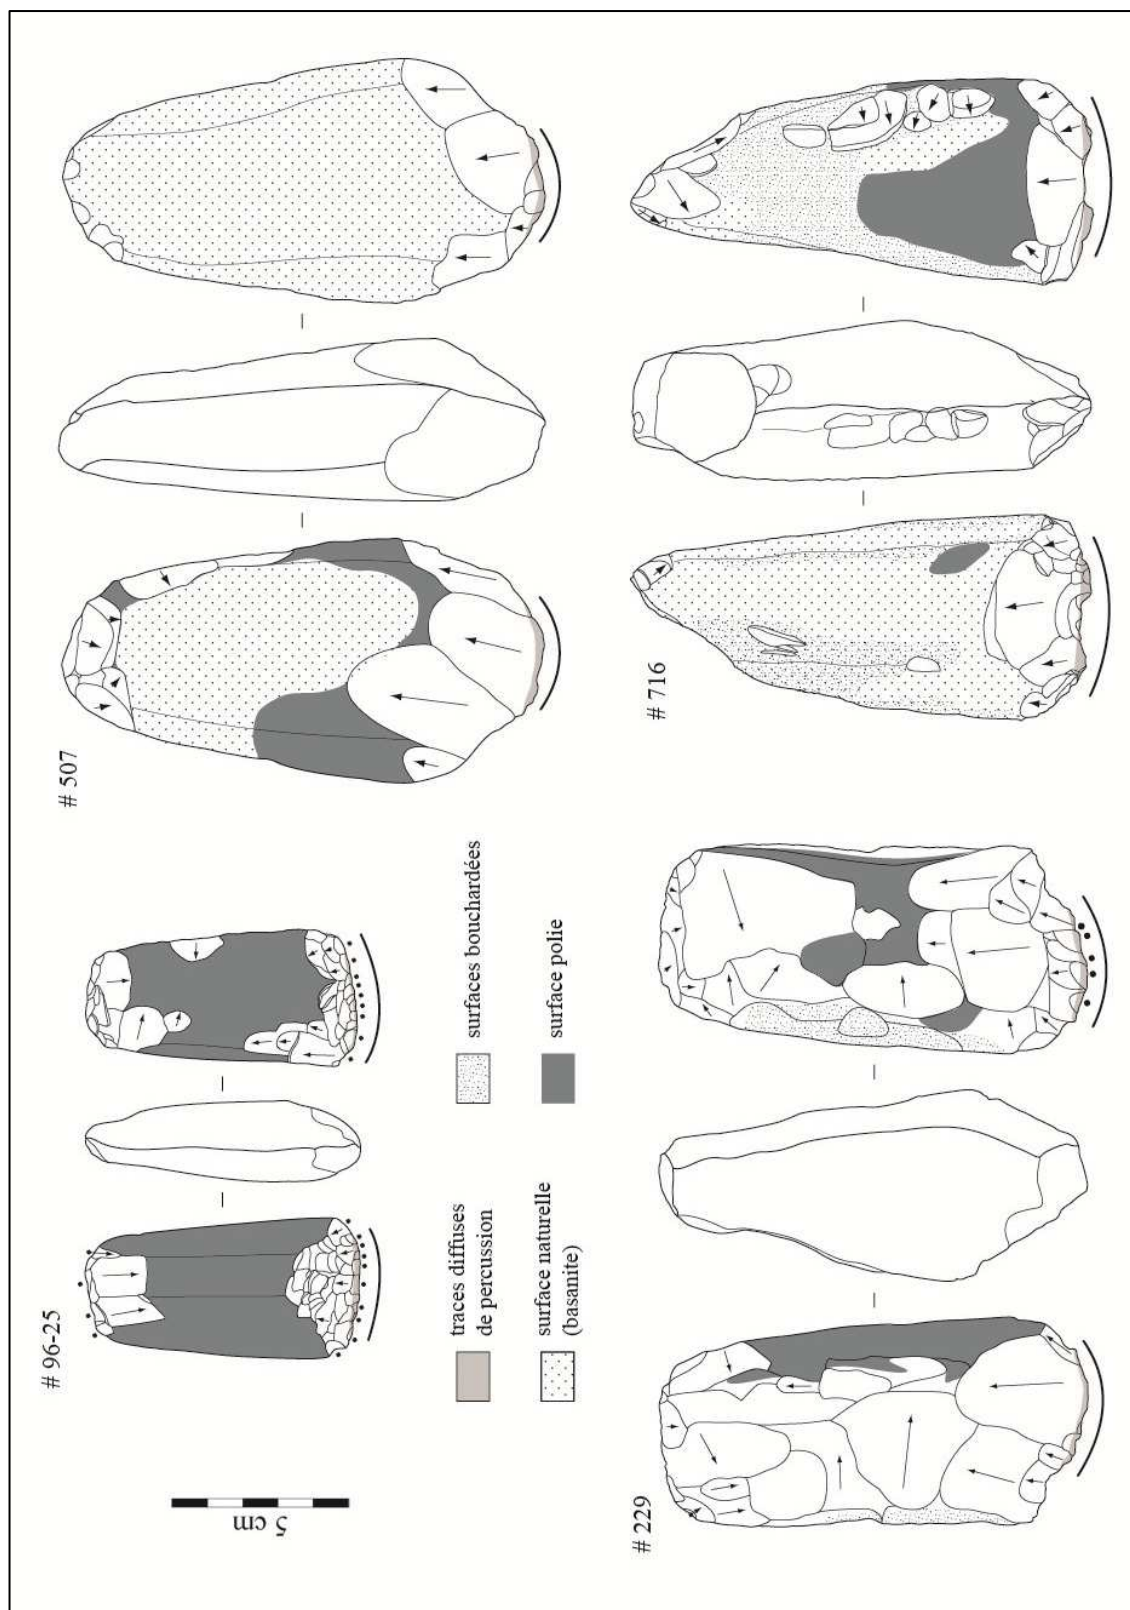 # 96-25
# 507
traces diffuses
de percussion
surfaces bouchardées
surface naturelle
(basanite)
surface polie
5 cm
# 229
# 716